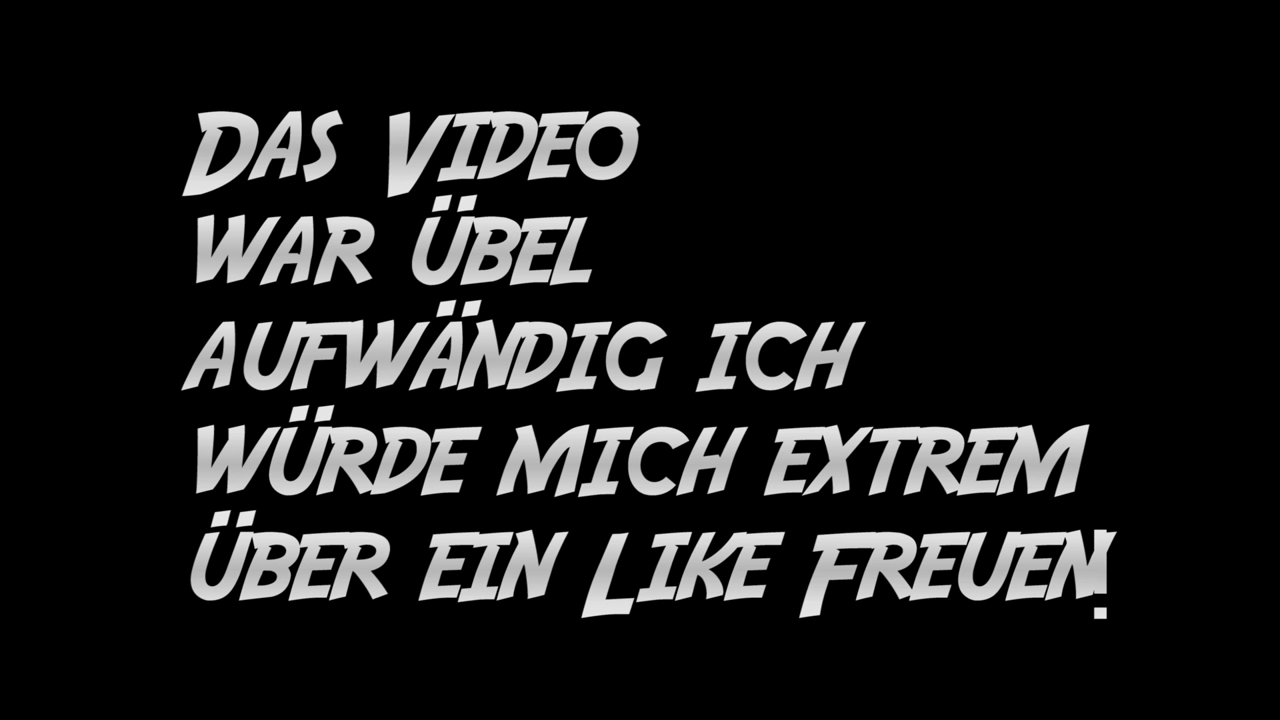 Das Video
war übel
aufwändig ich
würde mich extrem
über ein Like Freuen!